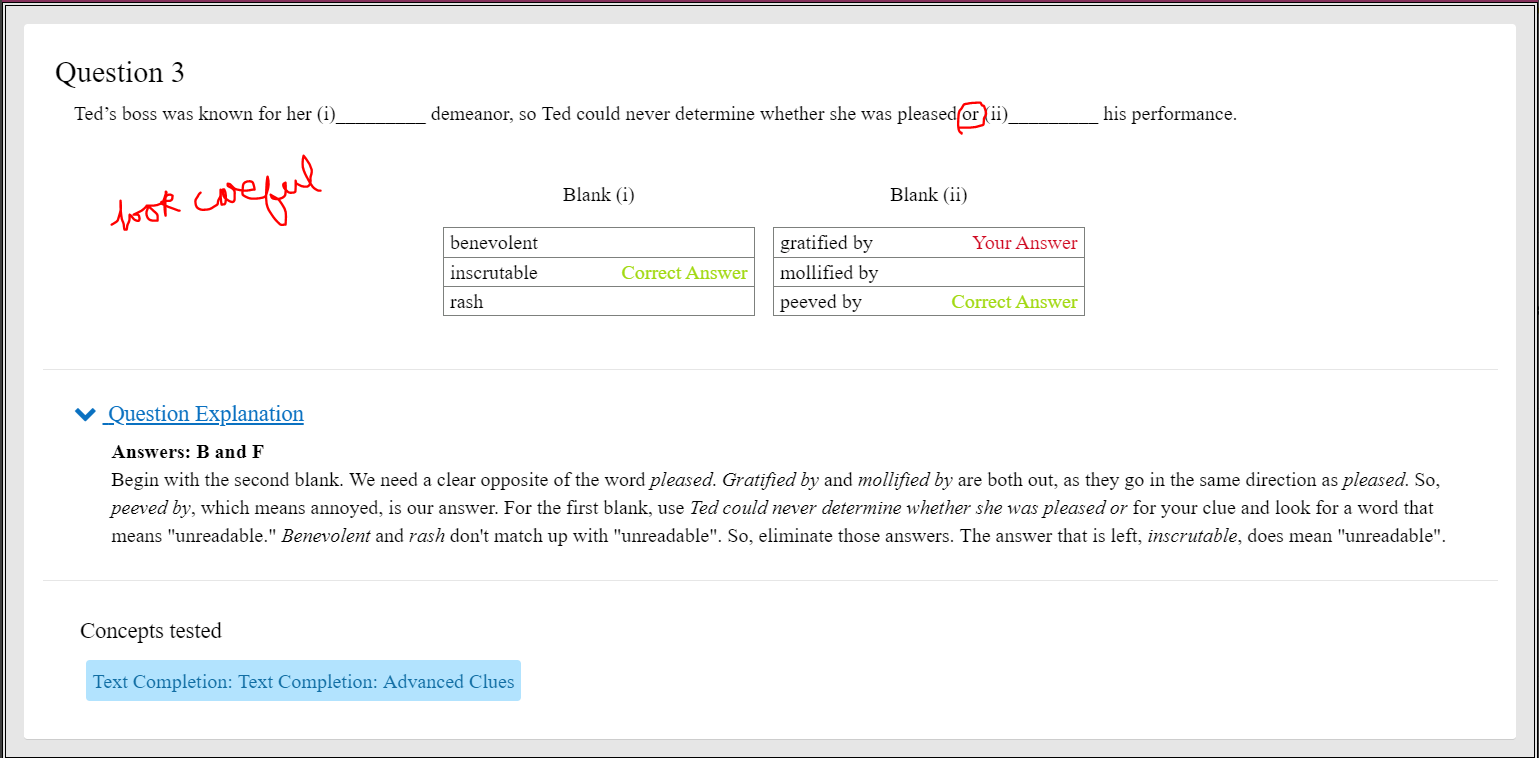 Question 3
Ted’s boss was known for her (i)_________ demeanor, so Ted could never determine whether she was pleased or (ii)_________ his performance.
look careful
Blank (i)
Blank (ii)
benevolent
gratified by Your Answer
inscrutable Correct Answer
mollified by
rash
peeved by Correct Answer
Question Explanation
Answers: B and F
Begin with the second blank. We need a clear opposite of the word pleased. Gratified by and mollified by are both out, as they go in the same direction as pleased. So,
peeved by, which means annoyed, is our answer. For the first blank, use Ted could never determine whether she was pleased or for your clue and look for a word that
means "unreadable." Benevolent and rash don't match up with "unreadable". So, eliminate those answers. The answer that is left, inscrutable, does mean "unreadable".
Concepts tested
Text Completion: Text Completion: Advanced Clues